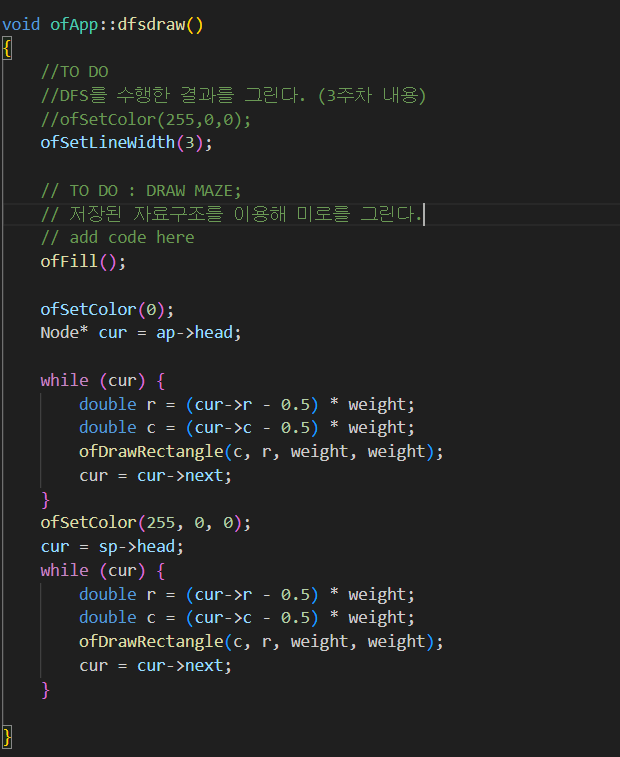 void ofApp::dfsdraw()
{
//TO DO
//DFS를 수행한 결과를 그린다. (3주차 내용)
//ofSetColor(255,0,0);
ofSetLineWidth(3);
// TO DO : DRAW MAZE;
// 저장된 자료구조를 이용해 미로를 그린다.
// add code here
ofFill();
ofSetColor(0);
Node* cur = ap->head;
while (cur) {
double r = (cur->r - 0.5) * weight;
double c = (cur->c - 0.5) * weight;
ofDrawRectangle(c, r, weight, weight);
cur = cur->next;
}
ofSetColor(255, 0, 0);
cur = sp->head;
while (cur) {
double r = (cur->r - 0.5) * weight;
double c = (cur->c - 0.5) * weight;
ofDrawRectangle(c, r, weight, weight);
cur = cur->next;
}
}